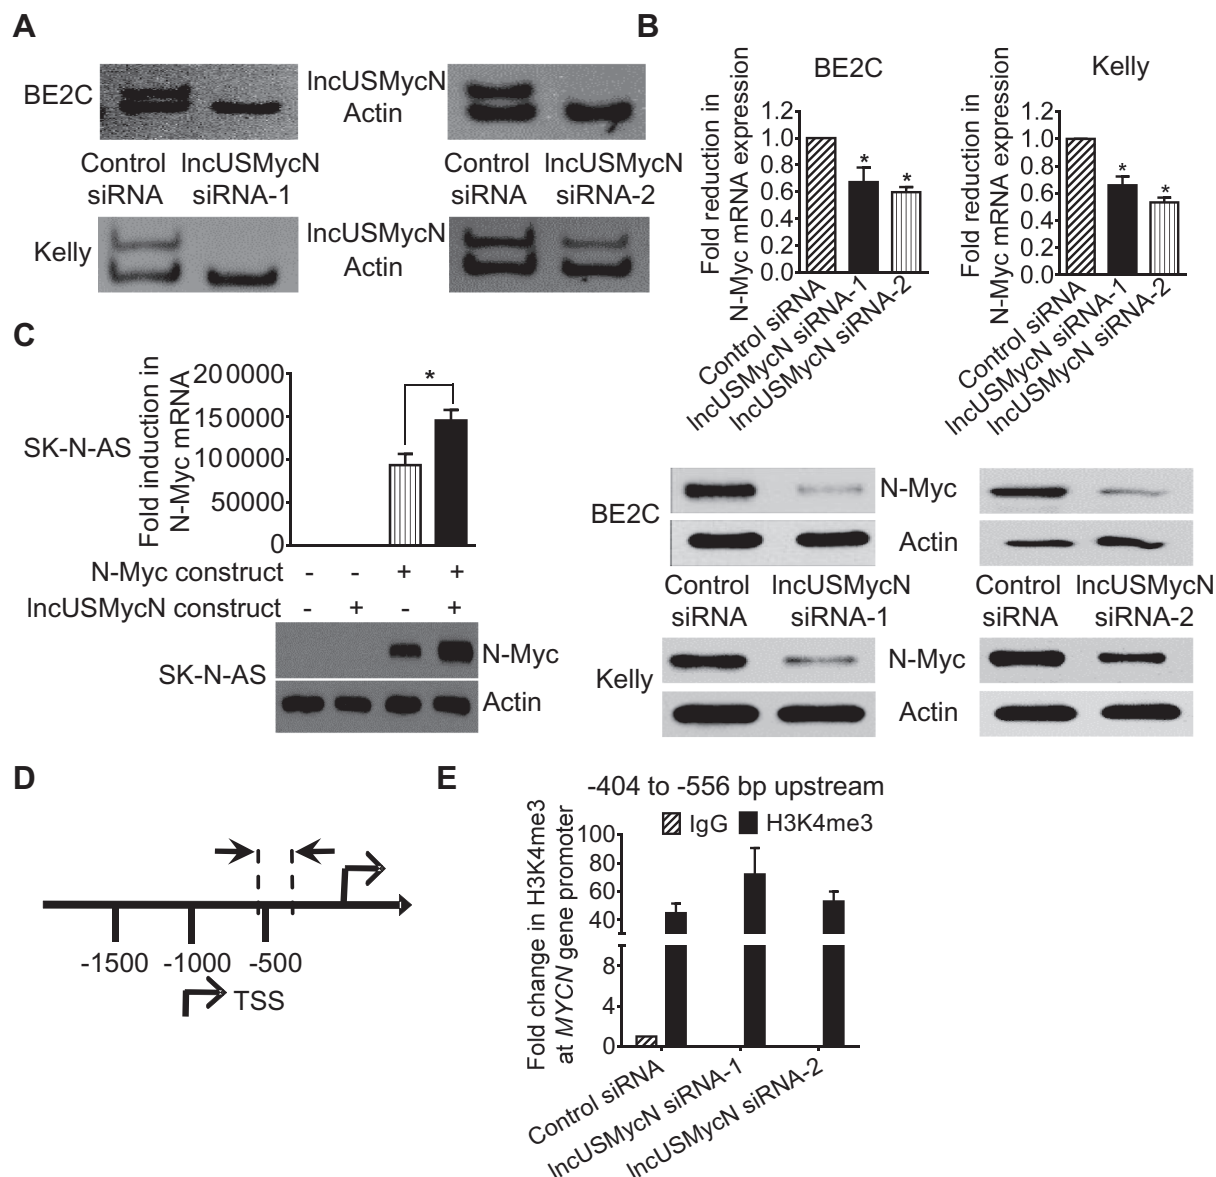 A
BE2C
lncUSMycN
Actin
Control
siRNA
lncUSMycN
siRNA-1
Control
siRNA
lncUSMycN
siRNA-2
Kelly
lncUSMycN
Actin
B
BE2C
Fold reduction in
N-Myc mRNA expression
1.2
1.0
0.8
0.6
0.4
0.2
0.0
*
*
Control siRNA
lncUSMycN siRNA-1
lncUSMycN siRNA-2
Kelly
Fold reduction in
N-Myc mRNA expression
1.2
1.0
0.8
0.6
0.4
0.2
0.0
*
*
Control siRNA
lncUSMycN siRNA-1
lncUSMycN siRNA-2
BE2C
N-Myc
Actin
Control
siRNA
lncUSMycN
siRNA-1
Control
siRNA
lncUSMycN
siRNA-2
Kelly
N-Myc
Actin
C
SK-N-AS
Fold induction in
N-Myc mRNA
200000
150000
100000
50000
0
*
N-Myc construct - - + +
lncUSMycN construct - + - +
SK-N-AS
N-Myc
Actin
D
-1500 -1000 -500
TSS
E
-404 to -556 bp upstream
IgG H3K4me3
Fold change in H3K4me3
at MYCN gene promoter
100
80
60
40
8
4
0
Control siRNA
lncUSMycN siRNA-1
lncUSMycN siRNA-2